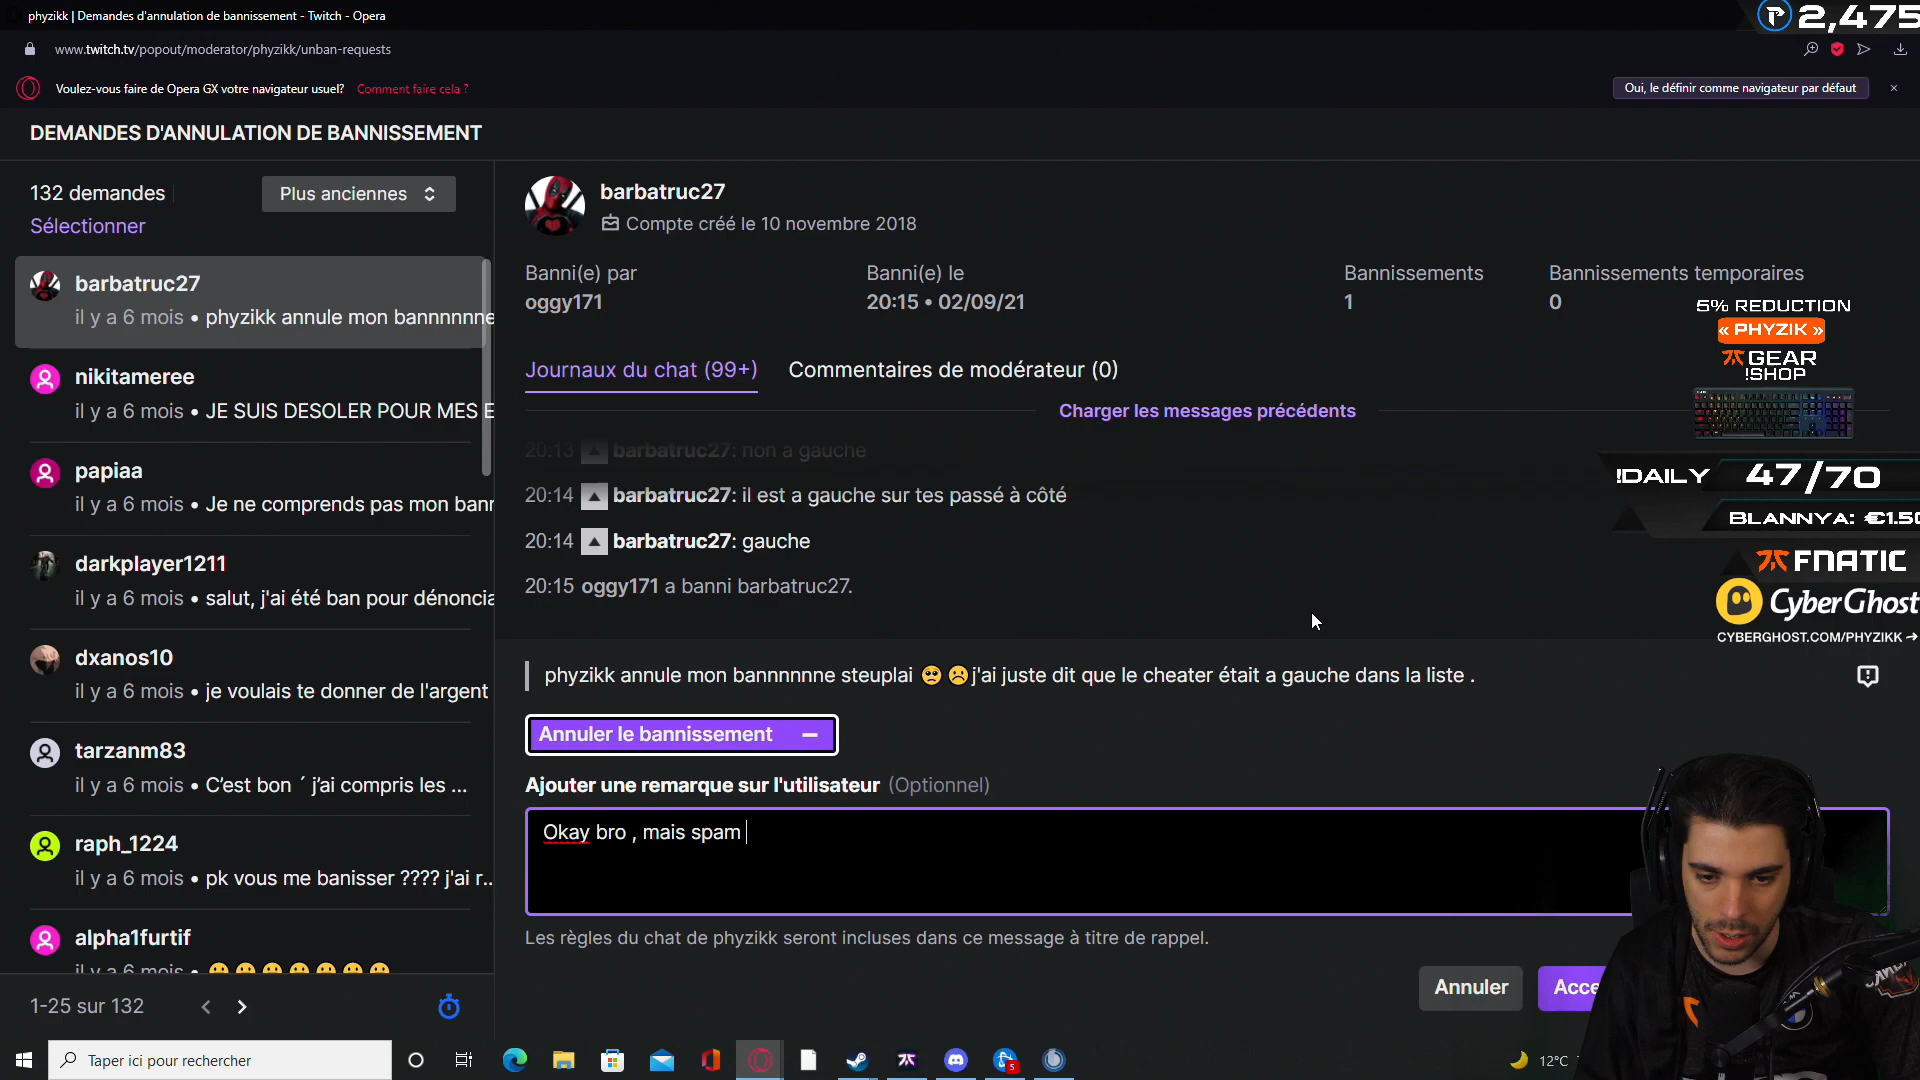 phyzikk | Demandes d'annulation de bannissement - Twitch - Opera
2,475
www.twitch.tv/popout/moderator/phyzikk/unban-requests
Voulez-vous faire de Opera GX votre navigateur usuel? Comment faire cela ?
Oui, le définir comme navigateur par défaut
DEMANDES D'ANNULATION DE BANNISSEMENT
132 demandes
Plus anciennes
Sélectionner
barbatruc27
il y a 6 mois • phyzikk annule mon bannnnnne
nikitameree
il y a 6 mois • JE SUIS DESOLER POUR MES E
papiaa
il y a 6 mois • Je ne comprends pas mon bann
darkplayer1211
il y a 6 mois • salut, j'ai été ban pour dénoncia
dxanos10
il y a 6 mois • je voulais te donner de l'argent
tarzanm83
il y a 6 mois • C'est bon ´ j'ai compris les ...
raph_1224
il y a 6 mois • pk vous me banisser ???? j'ai r...
alpha1furtif
il y a 6 mois •
1-25 sur 132
barbatruc27
Compte créé le 10 novembre 2018
Banni(e) par
oggy171
Banni(e) le
20:15 • 02/09/21
Bannissements
1
Bannissements temporaires
0
Journaux du chat (99+)
Commentaires de modérateur (0)
Charger les messages précédents
20:13 barbatruc27: non a gauche
20:14 barbatruc27: il est a gauche sur tes passé à côté
20:14 barbatruc27: gauche
20:15 oggy171 a banni barbatruc27.
phyzikk annule mon bannnnnne steuplai 🥺 ☹️j'ai juste dit que le cheater était a gauche dans la liste .
Annuler le bannissement
Ajouter une remarque sur l'utilisateur (Optionnel)
Okay bro , mais spam
Les règles du chat de phyzikk seront incluses dans ce message à titre de rappel.
Annuler
Acce
5% REDUCTION
« PHYZIK »
GEAR
!SHOP
!DAILY 47/70
BLANNYA: €1.50
FNATIC
CyberGhost
CYBERGHOST.COM/PHYZIKK
Taper ici pour rechercher
5
12°C